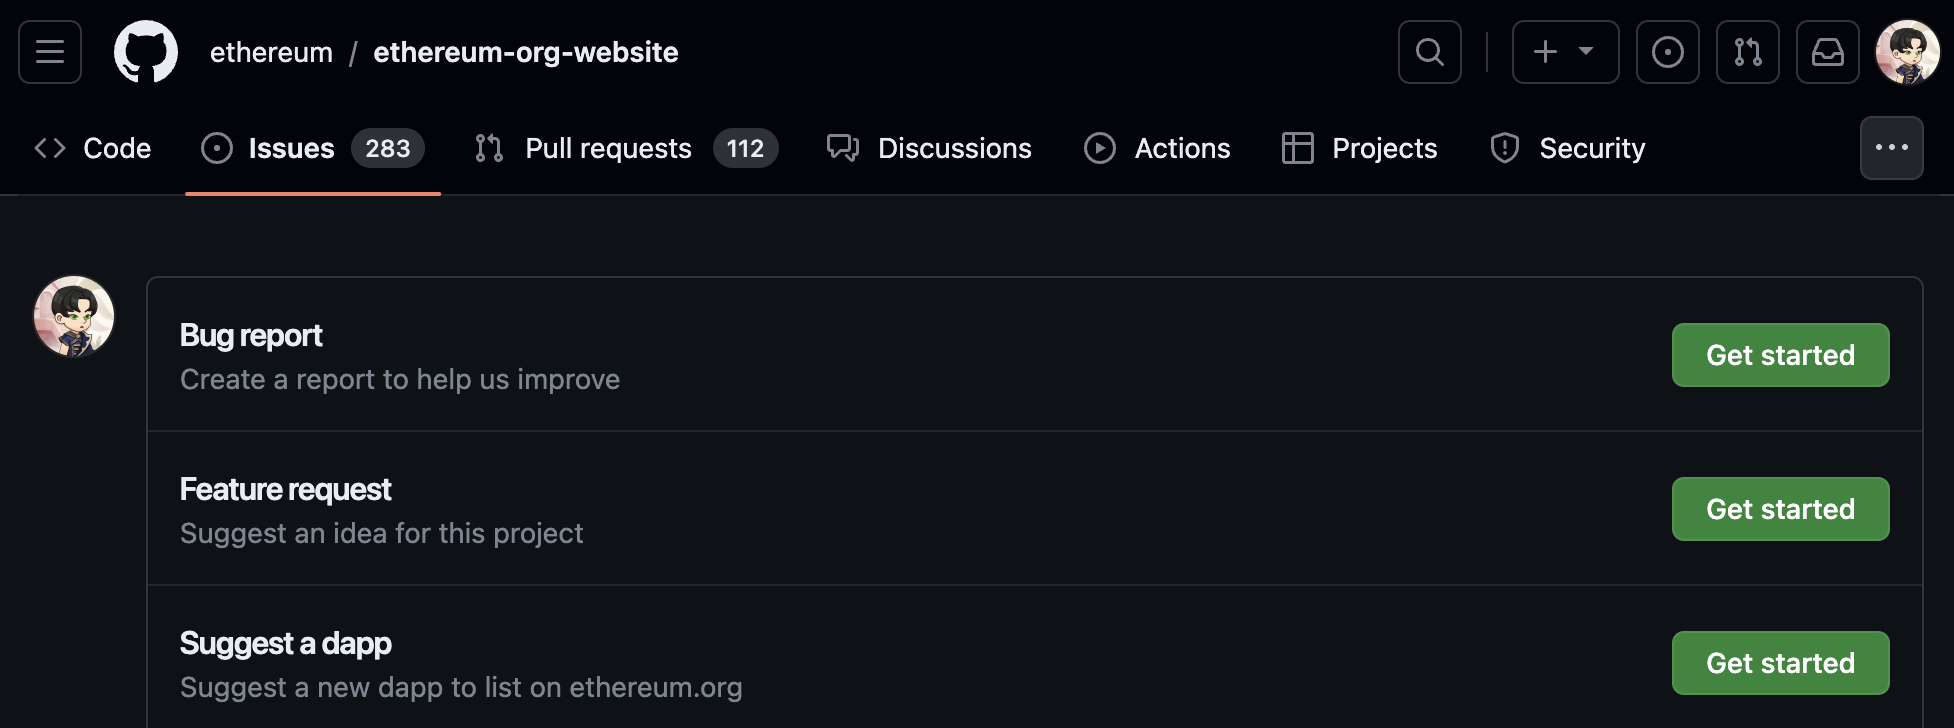 ethereum / ethereum-org-website
Code Issues 283 Pull requests 112 Discussions Actions Projects Security
Bug report
Create a report to help us improve
Get started
Feature request
Suggest an idea for this project
Get started
Suggest a dapp
Suggest a new dapp to list on ethereum.org
Get started